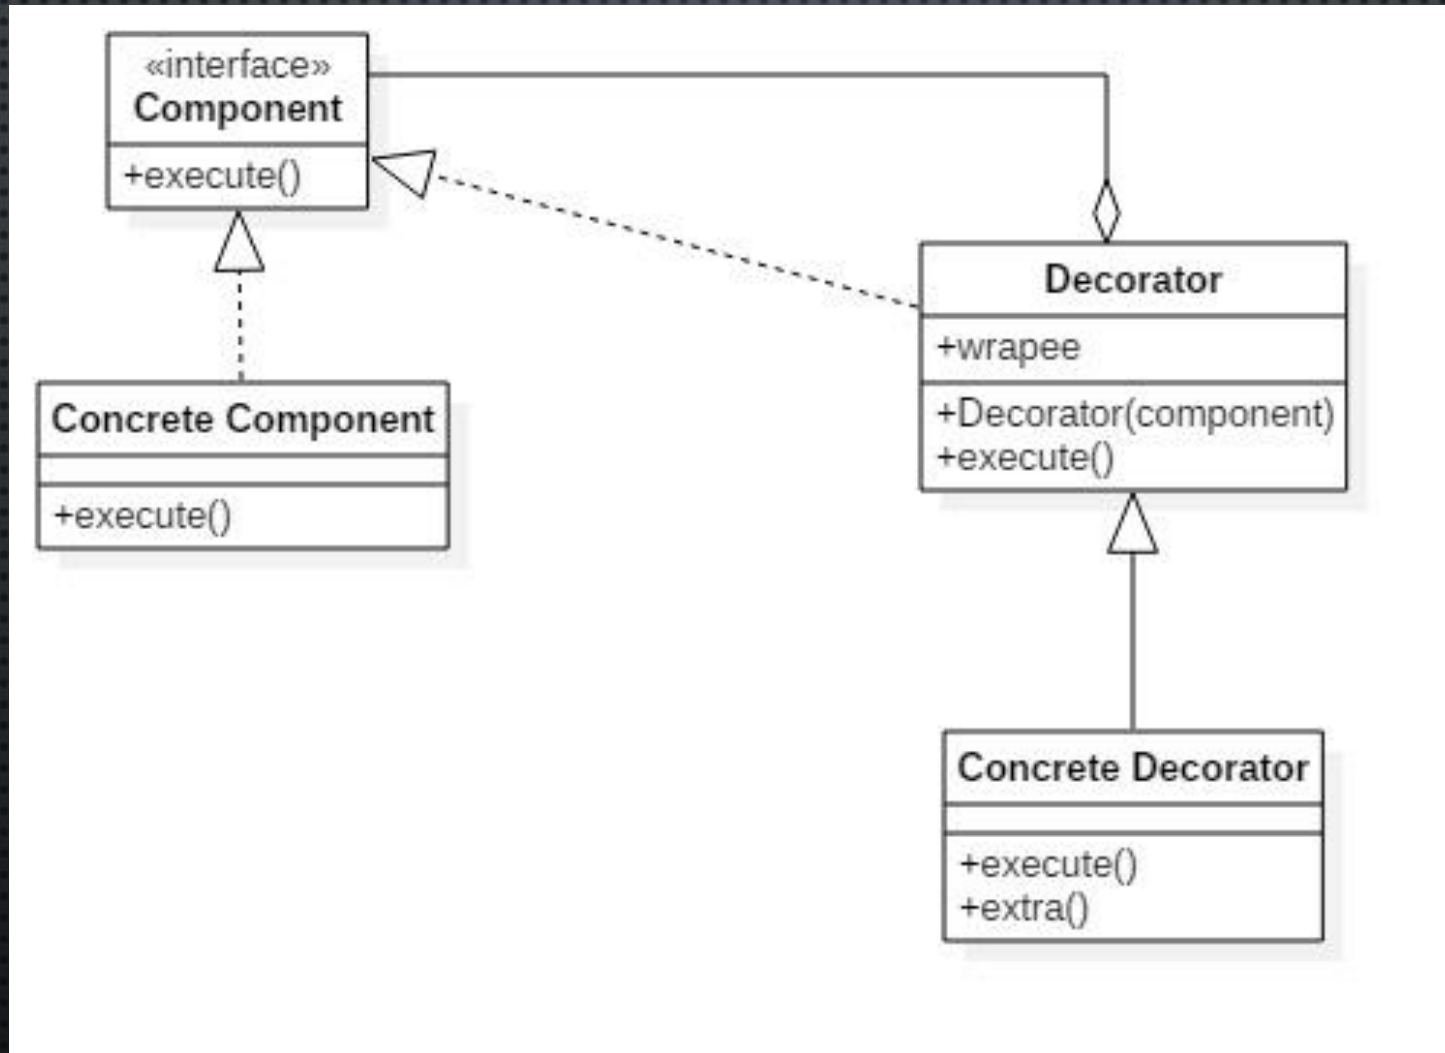 «interface»
Component
+execute()
Concrete Component
+execute()
Decorator
+wrapee
+Decorator(component)
+execute()
Concrete Decorator
+execute()
+extra()